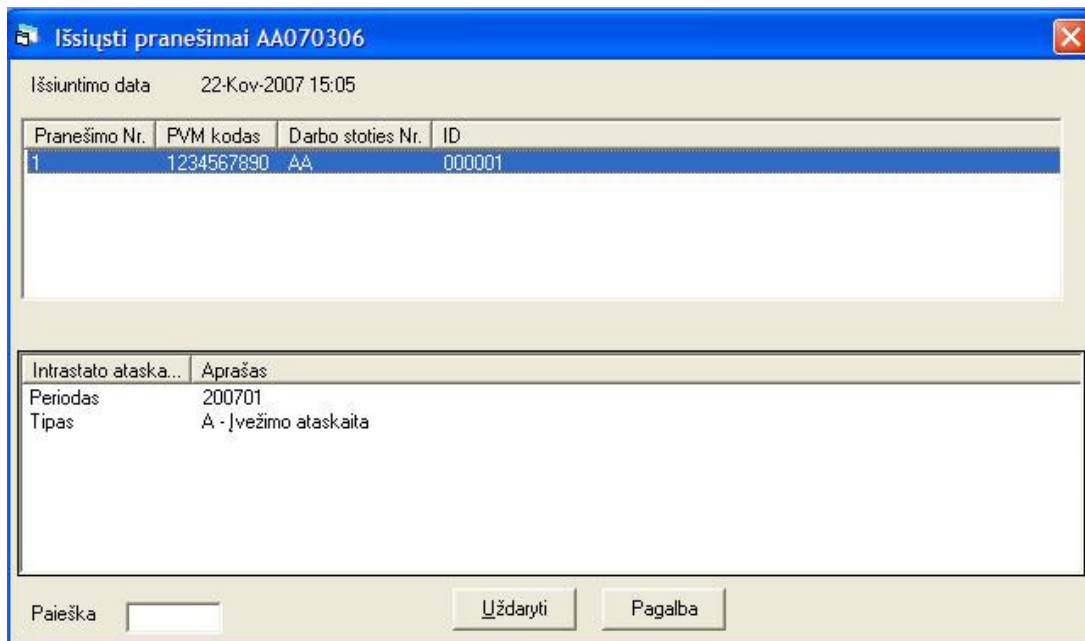 Išsiųsti pranešimai AA070306
Išsiuntimo data 22-Kov-2007 15:05
Pranešimo Nr. PVM kodas Darbo stoties Nr. ID
1 1234567890 AA 000001
Intrastato ataska... Aprašas
Periodas 200701
Tipas A - Įvežimo ataskaita
Paieška Uždaryti Pagalba